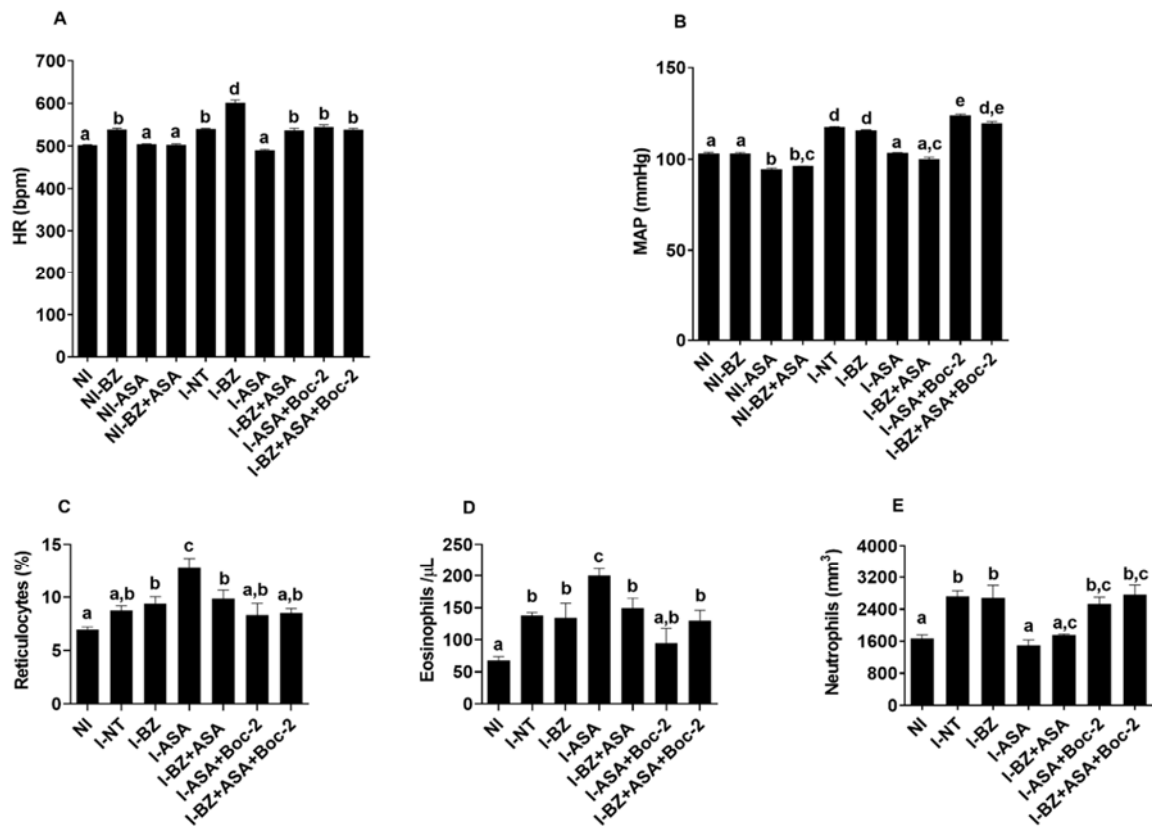 A
HR (bpm)
700
600
500
400
300
200
100
0
a
b
a
a
b
d
a
b
b
b
NI
NI-BZ
NI-ASA
NI-BZ+ASA
I-NT
I-BZ
I-ASA
I-BZ+ASA
I-ASA+Boc-2
I-BZ+ASA+Boc-2
B
MAP (mmHg)
150
100
50
0
a
a
b
b,c
d
d
a
a,c
e
d,e
NI
NI-BZ
NI-ASA
NI-BZ+ASA
I-NT
I-BZ
I-ASA
I-BZ+ASA
I-ASA+Boc-2
I-BZ+ASA+Boc-2
C
Reticulocytes (%)
15
10
5
0
a
a,b
b
c
b
a,b
a,b
NI
I-NT
I-BZ
I-ASA
I-BZ+ASA
I-ASA+Boc-2
I-BZ+ASA+Boc-2
D
Eosinophils /μL
250
200
150
100
50
0
a
b
b
c
b
a,b
b
NI
I-NT
I-BZ
I-ASA
I-BZ+ASA
I-ASA+Boc-2
I-BZ+ASA+Boc-2
E
Neutrophils (mm³)
4000
3200
2400
1600
800
0
a
b
b
a
a,c
b,c
b,c
NI
I-NT
I-BZ
I-ASA
I-BZ+ASA
I-ASA+Boc-2
I-BZ+ASA+Boc-2